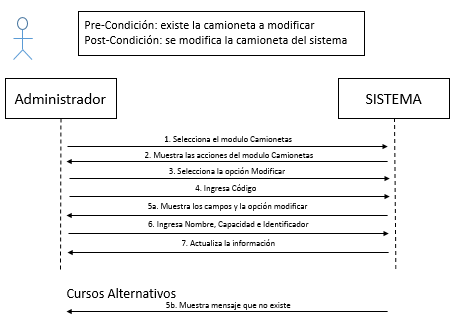 Pre-Condición: existe la camioneta a modificar
Post-Condición: se modifica la camioneta del sistema
Administrador
SISTEMA
1. Selecciona el modulo Camionetas
2. Muestra las acciones del modulo Camionetas
3. Selecciona la opción Modificar
4. Ingresa Código
5a. Muestra los campos y la opción modificar
6. Ingresa Nombre, Capacidad e Identificador
7. Actualiza la información
Cursos Alternativos
5b. Muestra mensaje que no existe